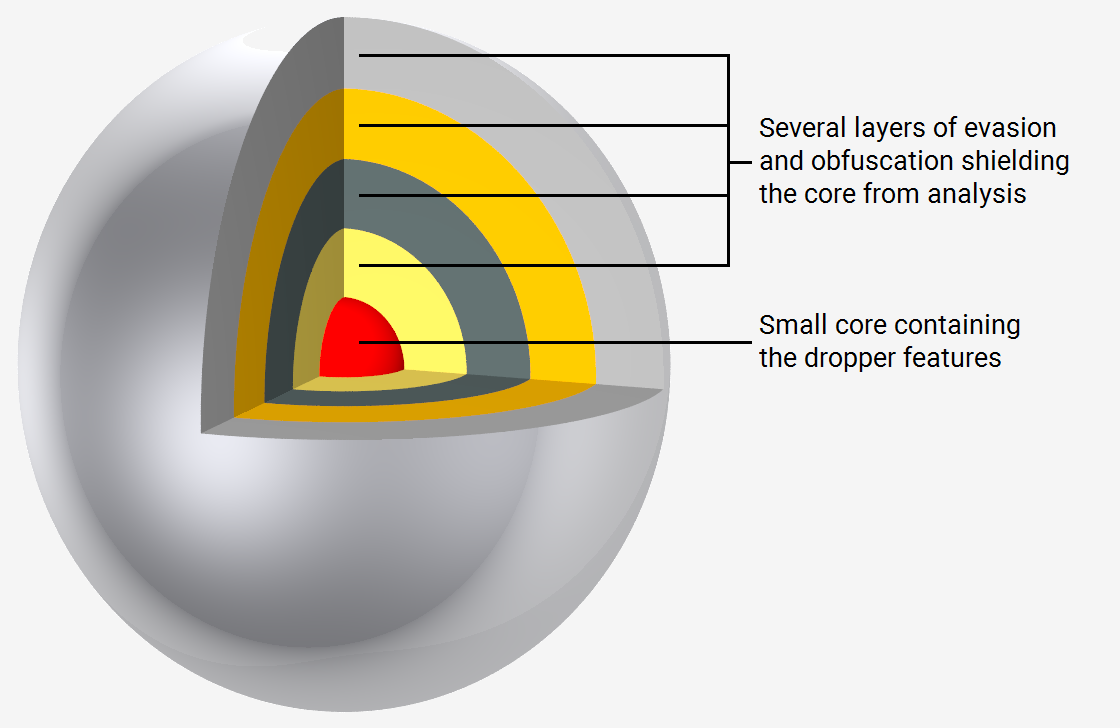 Several layers of evasion
and obfuscation shielding
the core from analysis
Small core containing
the dropper features